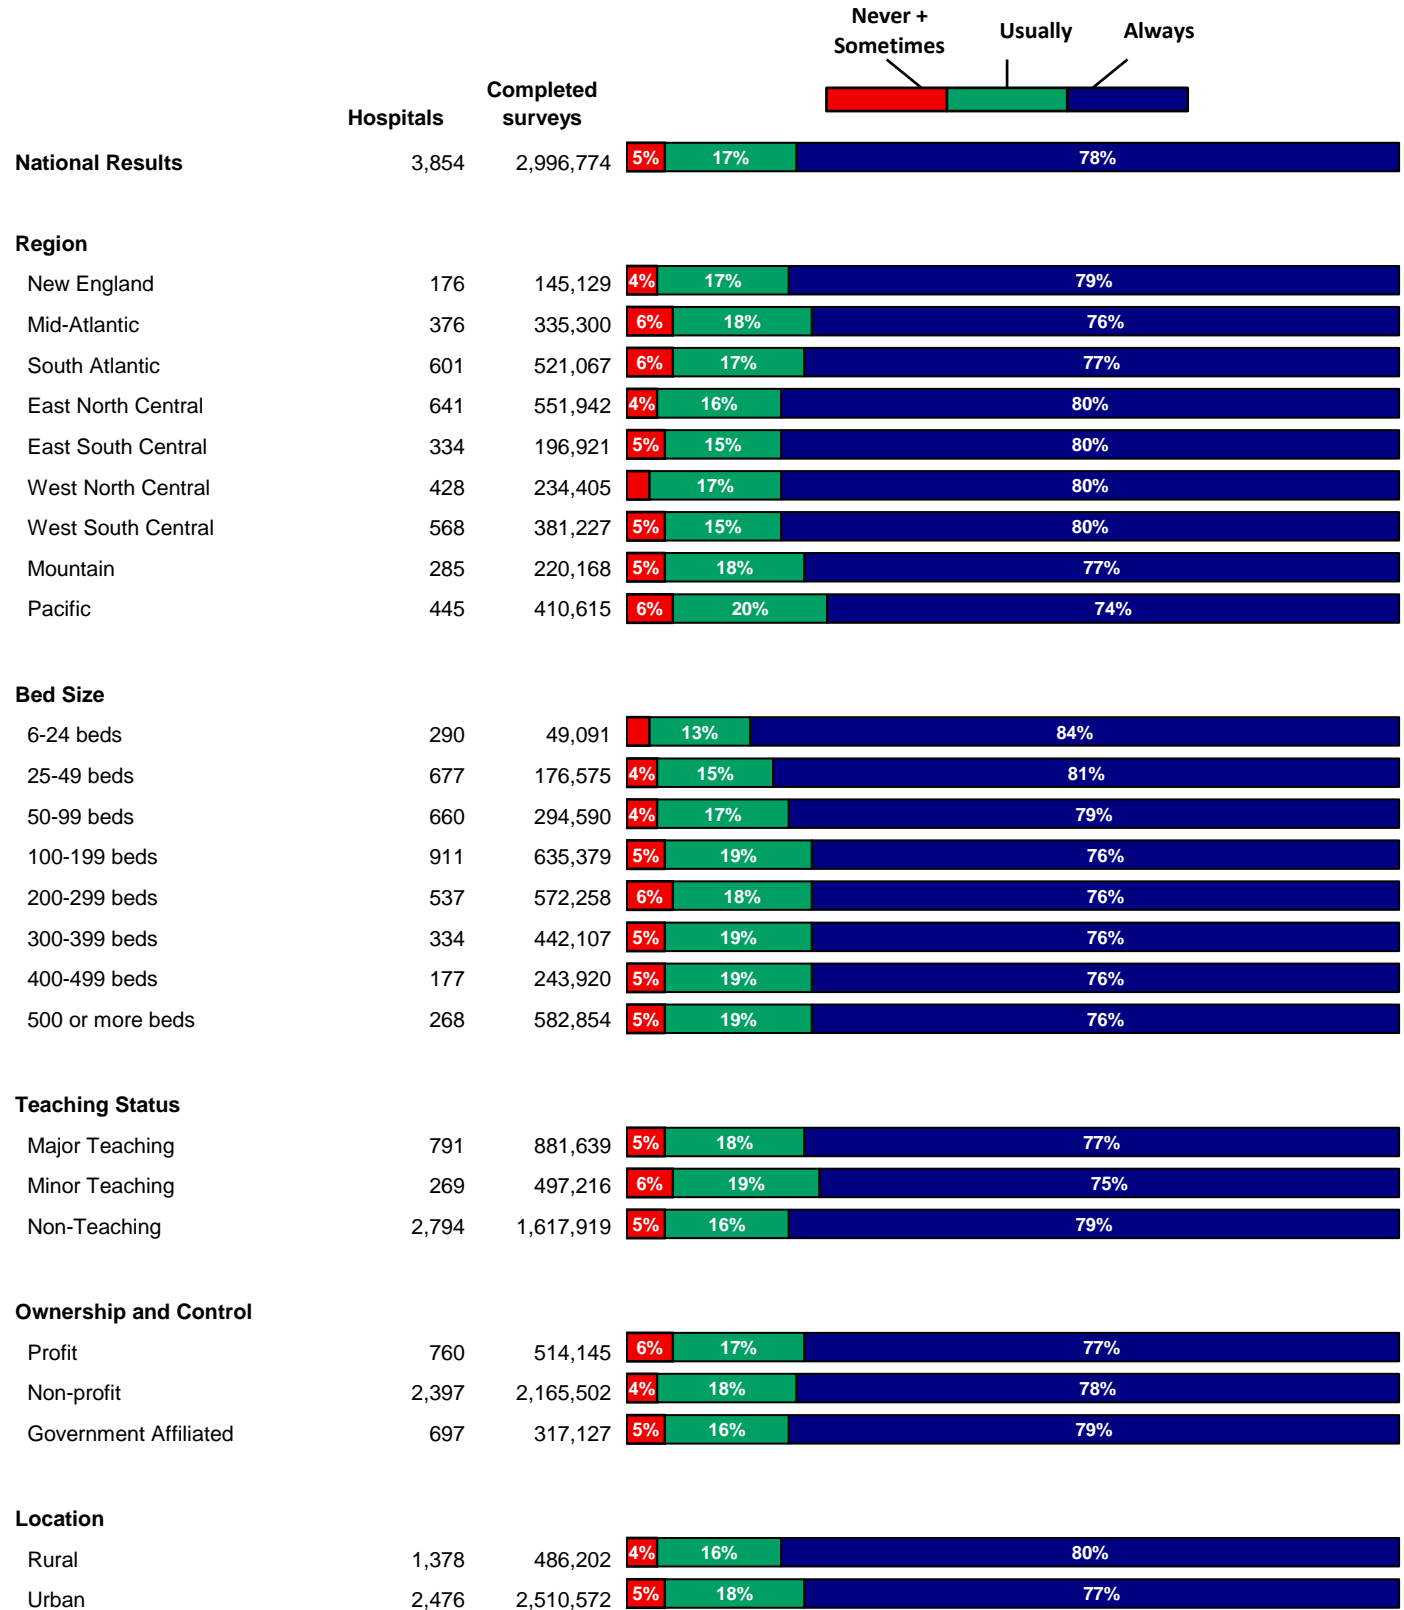 Never +
Sometimes
Usually
Always
Hospitals
Completed
surveys
National Results 3,854 2,996,774 5% 17% 78%
Region
New England 176 145,129 4% 17% 79%
Mid-Atlantic 376 335,300 6% 18% 76%
South Atlantic 601 521,067 6% 17% 77%
East North Central 641 551,942 4% 16% 80%
East South Central 334 196,921 5% 15% 80%
West North Central 428 234,405 17% 80%
West South Central 568 381,227 5% 15% 80%
Mountain 285 220,168 5% 18% 77%
Pacific 445 410,615 6% 20% 74%
Bed Size
6-24 beds 290 49,091 13% 84%
25-49 beds 677 176,575 4% 15% 81%
50-99 beds 660 294,590 4% 17% 79%
100-199 beds 911 635,379 5% 19% 76%
200-299 beds 537 572,258 6% 18% 76%
300-399 beds 334 442,107 5% 19% 76%
400-499 beds 177 243,920 5% 19% 76%
500 or more beds 268 582,854 5% 19% 76%
Teaching Status
Major Teaching 791 881,639 5% 18% 77%
Minor Teaching 269 497,216 6% 19% 75%
Non-Teaching 2,794 1,617,919 5% 16% 79%
Ownership and Control
Profit 760 514,145 6% 17% 77%
Non-profit 2,397 2,165,502 4% 18% 78%
Government Affiliated 697 317,127 5% 16% 79%
Location
Rural 1,378 486,202 4% 16% 80%
Urban 2,476 2,510,572 5% 18% 77%